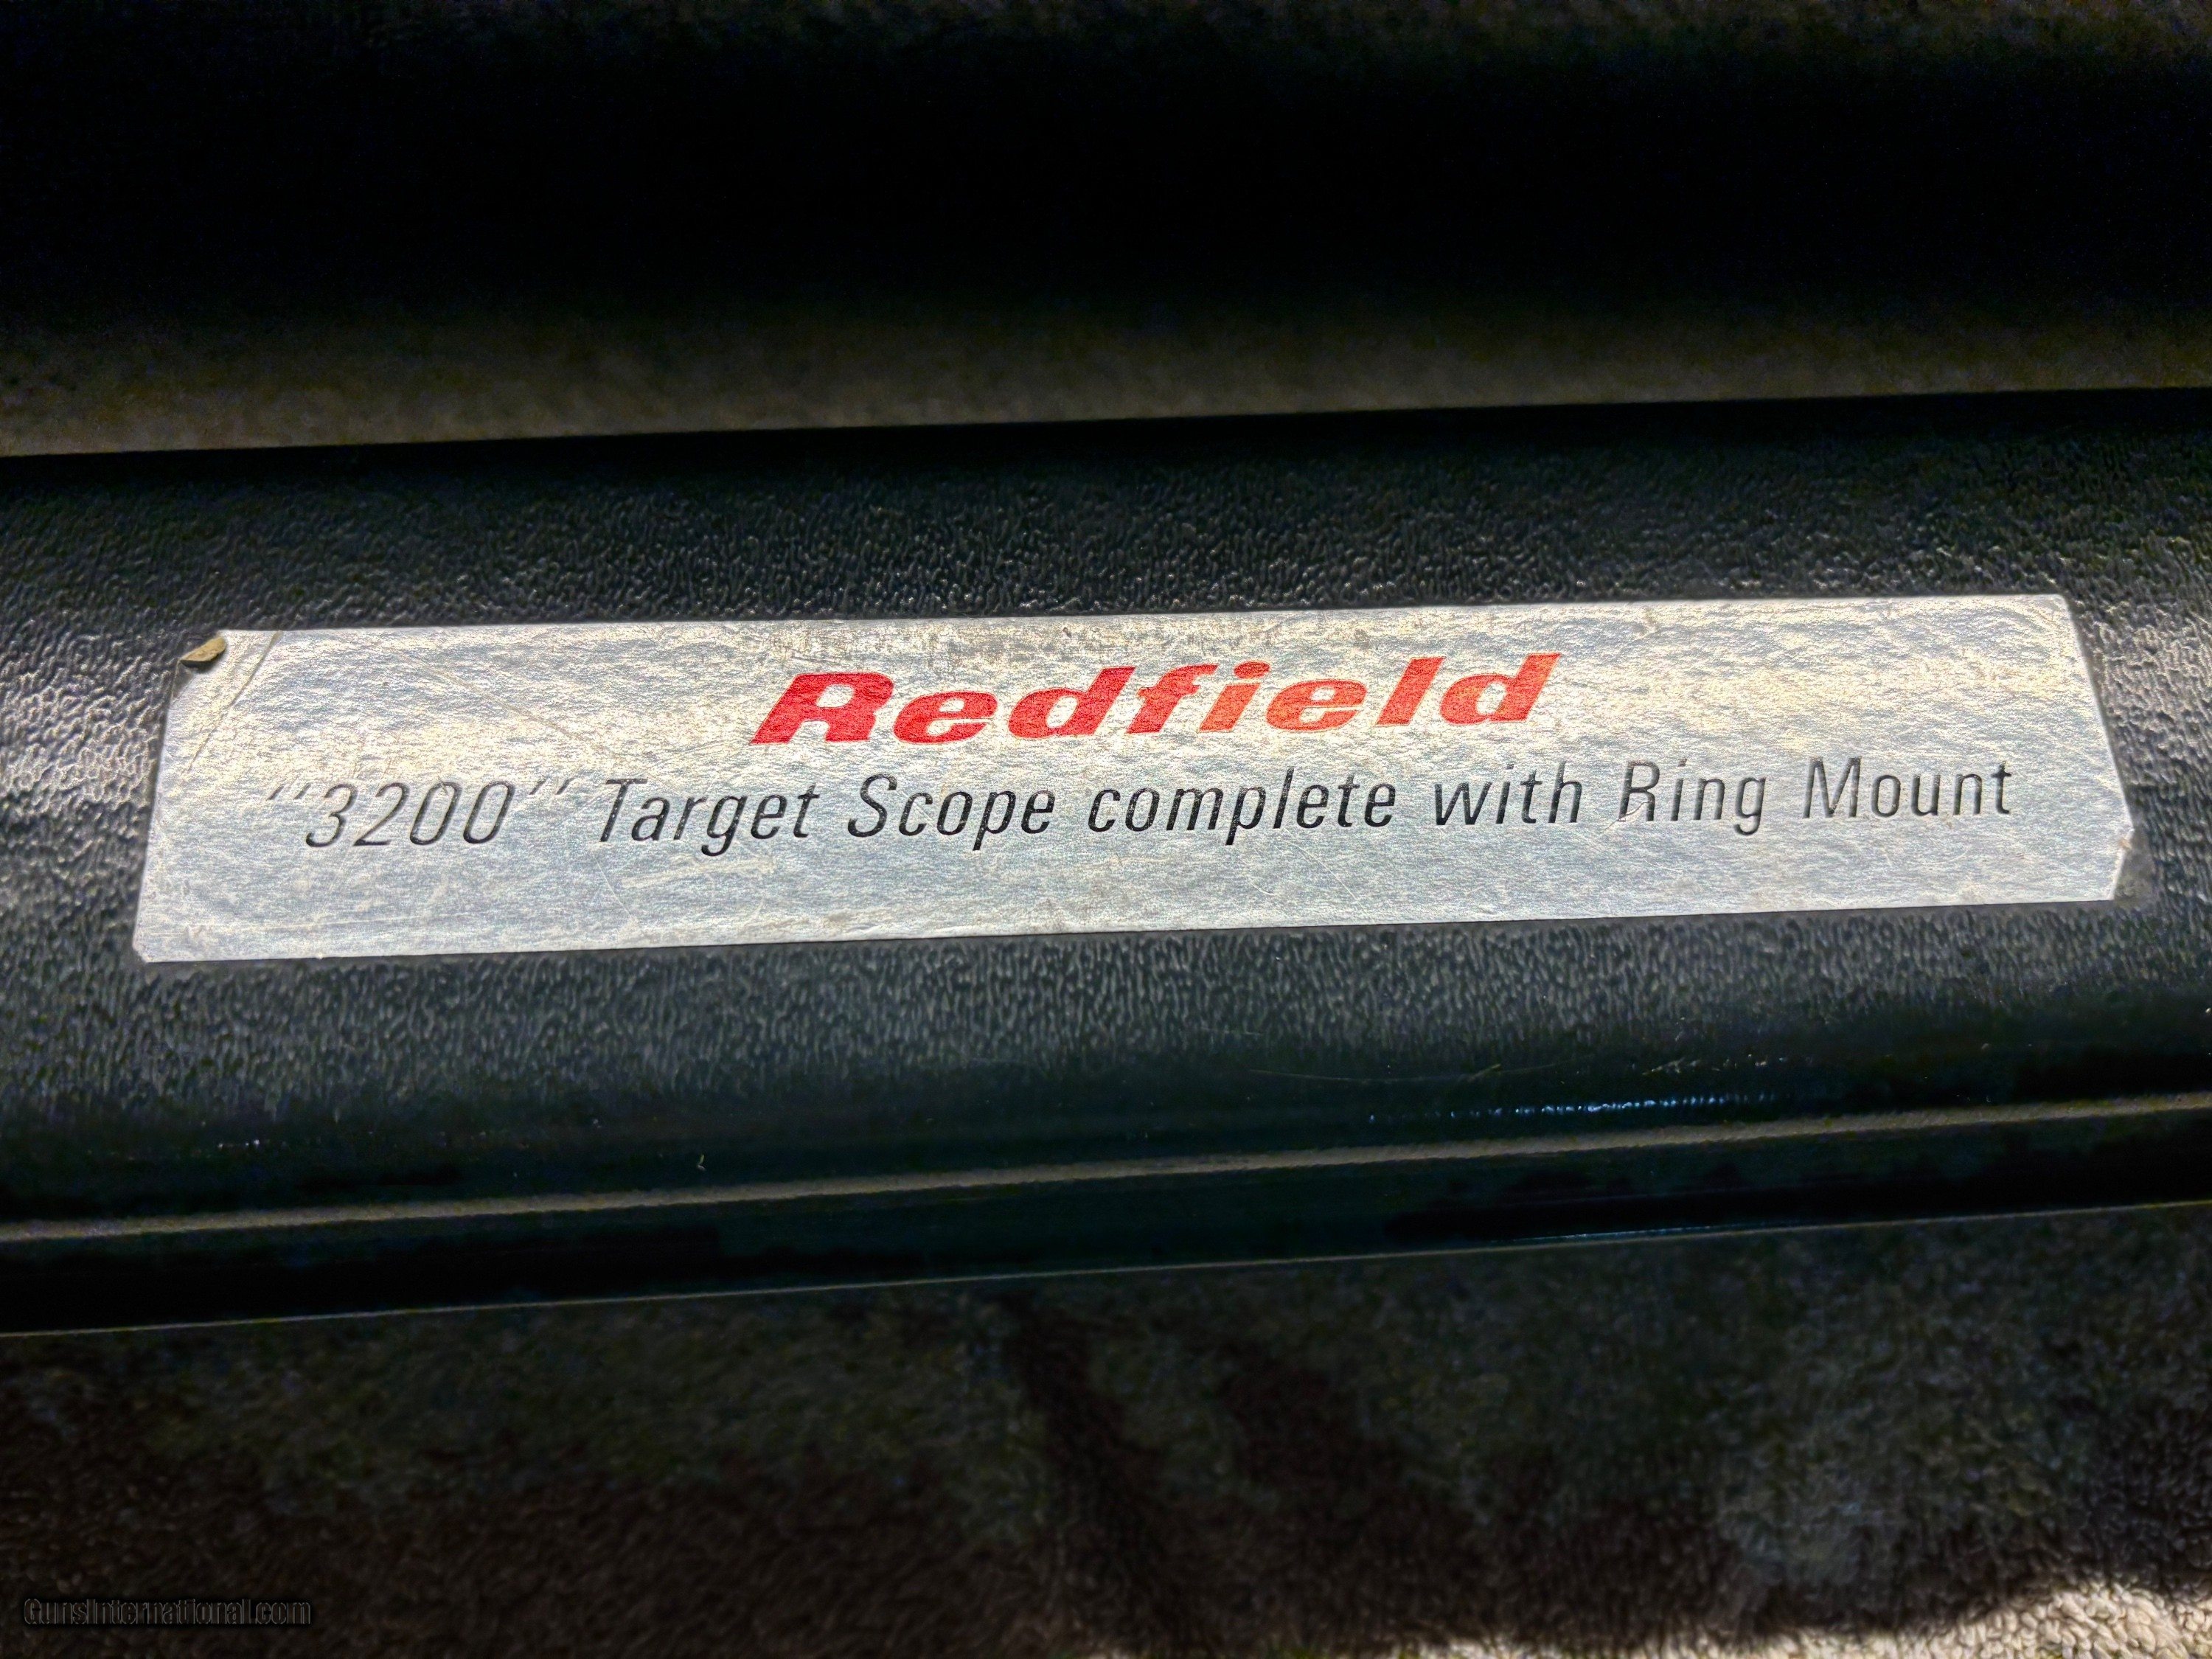 Redfield
"3200" Target Scope complete with Ring Mount
GunsInternational.com